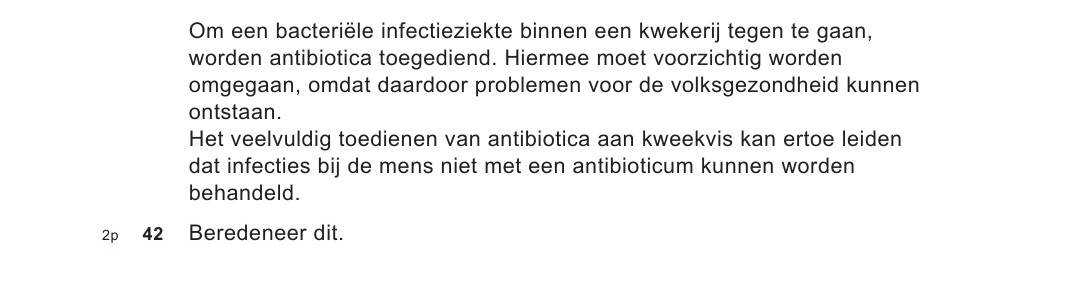 Om een bacteriële infectieziekte binnen een kwekerij tegen te gaan,
worden antibiotica toegediend. Hiermee moet voorzichtig worden
omgegaan, omdat daardoor problemen voor de volksgezondheid kunnen
ontstaan.
Het veelvuldig toedienen van antibiotica aan kweekvis kan ertoe leiden
dat infecties bij de mens niet met een antibioticum kunnen worden
behandeld.
2p 42 Beredeneer dit.